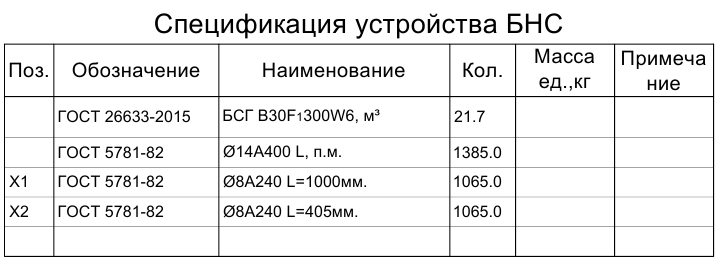 Спецификация устройства БНС
Поз. Обозначение Наименование Кол. Масса ед.,кг Примеча ние
ГОСТ 26633-2015 БСГ В30F₁300W6, м³ 21.7
ГОСТ 5781-82 Ø14А400 L, п.м. 1385.0
Х1 ГОСТ 5781-82 Ø8А240 L=1000мм. 1065.0
Х2 ГОСТ 5781-82 Ø8А240 L=405мм. 1065.0